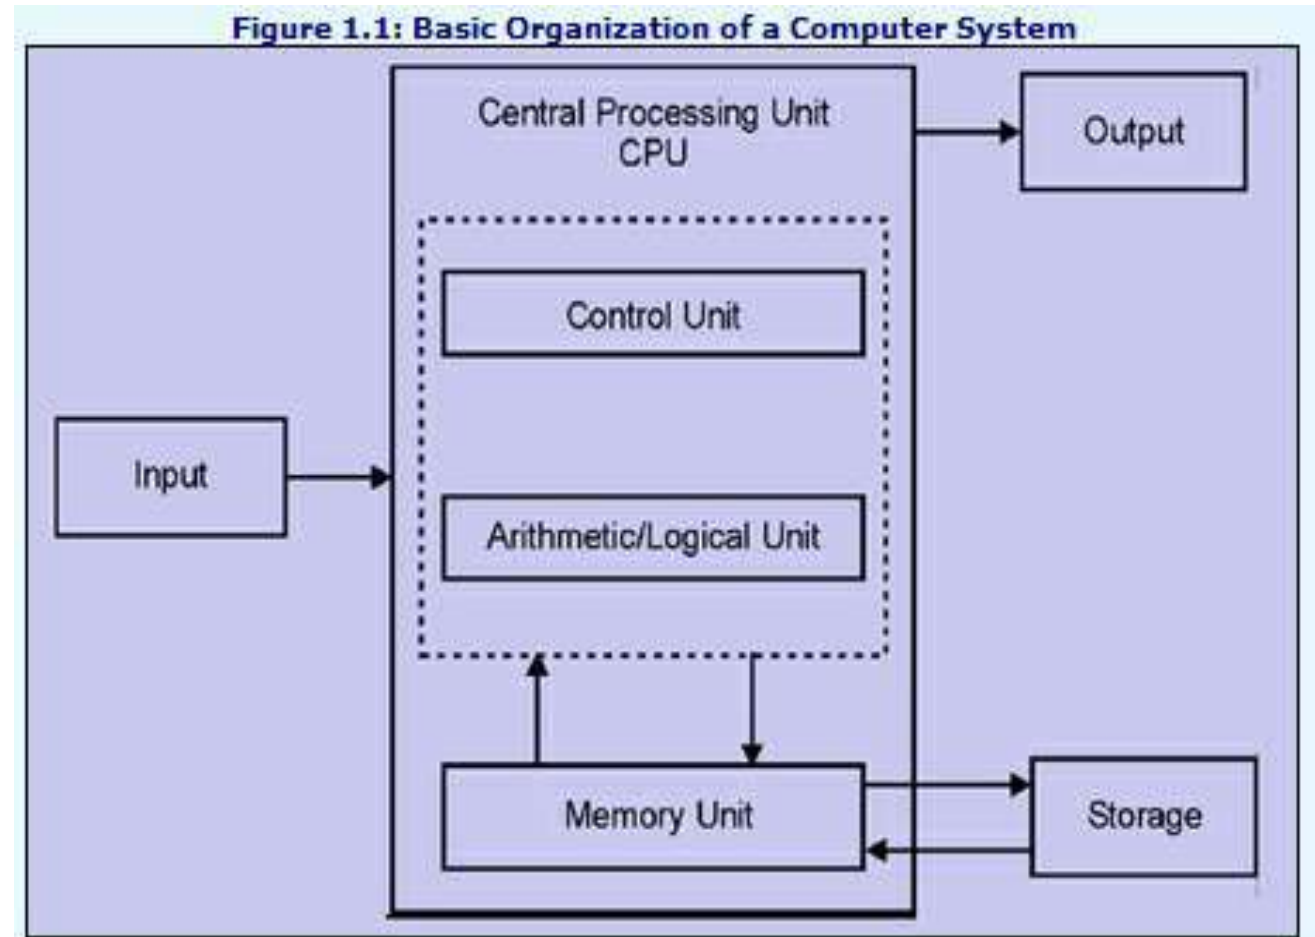 Figure 1.1: Basic Organization of a Computer System
Central Processing Unit
CPU
Output
Control Unit
Input
Arithmetic/Logical Unit
Memory Unit
Storage